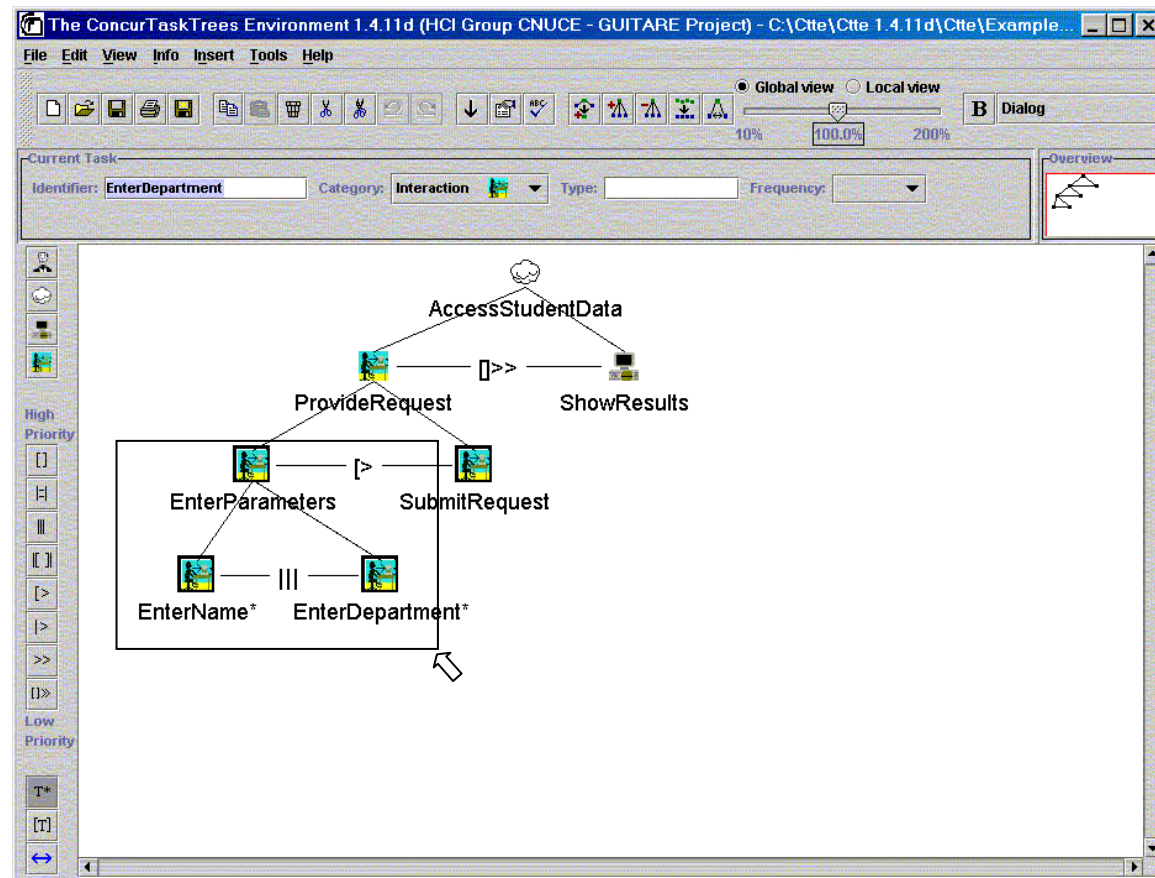 The ConcurTaskTrees Environment 1.4.11d (HCI Group CNUCE - GUITARE Project) - C:\Ctte\Ctte 1.4.11d\Ctte\Example...
File Edit View Info Insert Tools Help
Global view Local view
10% 100.0% 200%
B Dialog
ABC
Current Task
Identifier: EnterDepartment Category: Interaction Type: Frequency:
Overview
AccessStudentData
[]>>
ProvideRequest ShowResults
[>
EnterParameters SubmitRequest
|||
EnterName* EnterDepartment*
High
Priority
[]
|=|
|||
|[ ]|
[>
|>
>>
[]»
Low
Priority
T*
[T]